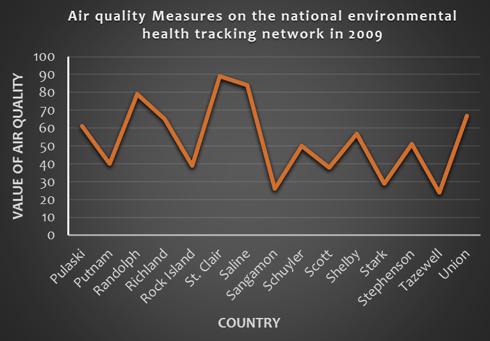 Air quality Measures on the national environmental
health tracking network in 2009
VALUE OF AIR QUALITY
100
90
80
70
60
50
40
30
20
10
0
Pulaski
Putnam
Randolph
Richland
Rock Island
St. Clair
Saline
Sangamon
Schuyler
Scott
Shelby
Stark
Stephenson
Tazewell
Union
COUNTRY